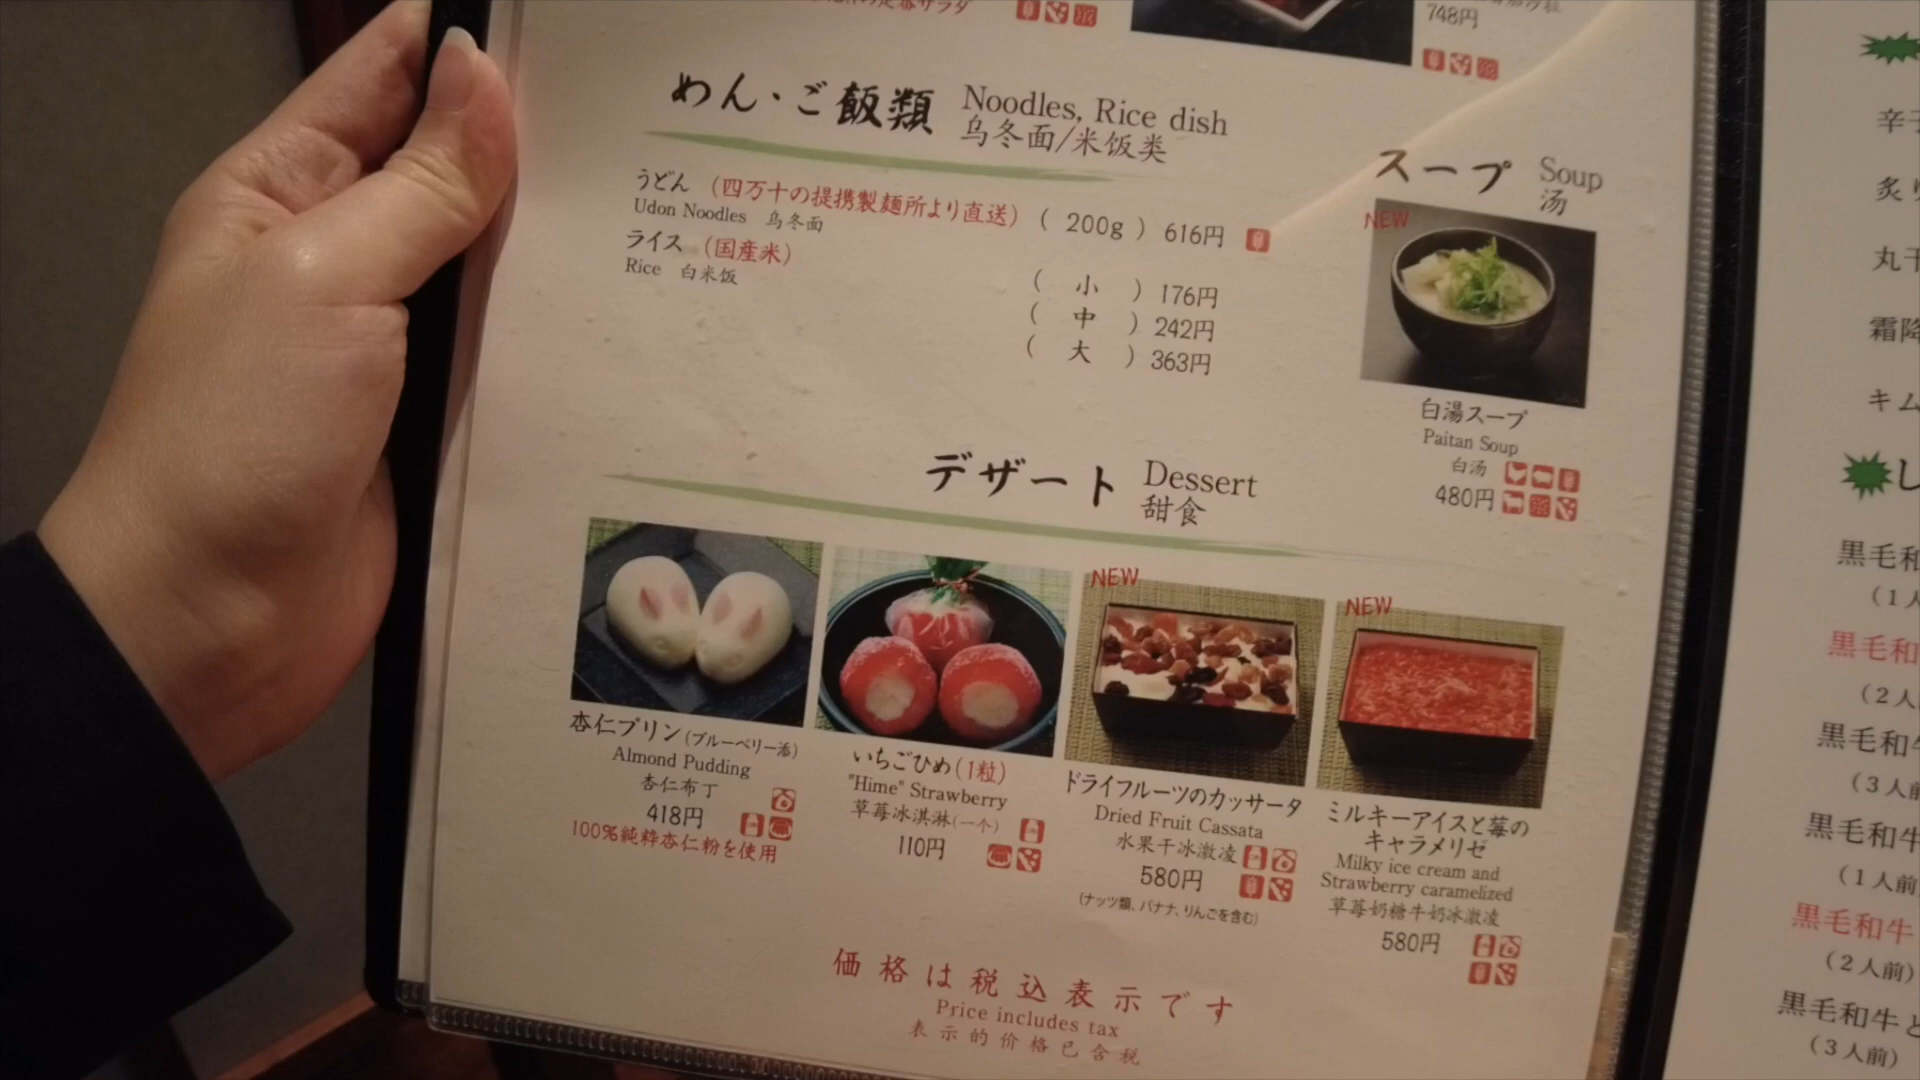 の定番サラダ
748円
めん・ご飯類 Noodles, Rice dish
乌冬面/米饭类
うどん (四万十の提携製麺所より直送) ( 200g ) 616円
Udon Noodles 乌冬面
ライス (国産米)
Rice 白米饭
( 小 ) 176円
( 中 ) 242円
( 大 ) 363円
スープ Soup
汤
NEW
白湯スープ
Paitan Soup
白汤
480円
デザート Dessert
甜食
杏仁プリン(ブルーベリー添)
Almond Pudding
杏仁布丁
418円
100%純粋杏仁粉を使用
いちごひめ(1粒)
"Hime" Strawberry
草莓冰淇淋(一个)
110円
NEW
ドライフルーツのカッサータ
Dried Fruit Cassata
水果干冰激凌
580円
(ナッツ類、バナナ、りんごを含む)
NEW
ミルキーアイスと苺の
キャラメリゼ
Milky ice cream and
Strawberry caramelized
草莓奶糖牛奶冰激凌
580円
価格は税込表示です
Price includes tax
表示的价格已含税
辛
炙
丸干
霜降
キム
し
黒毛和
(1人
黒毛和
(2人
黒毛和牛
(3人前
黒毛和牛
(1人前
黒毛和牛
(2人前)
黒毛和牛と
(3人前)